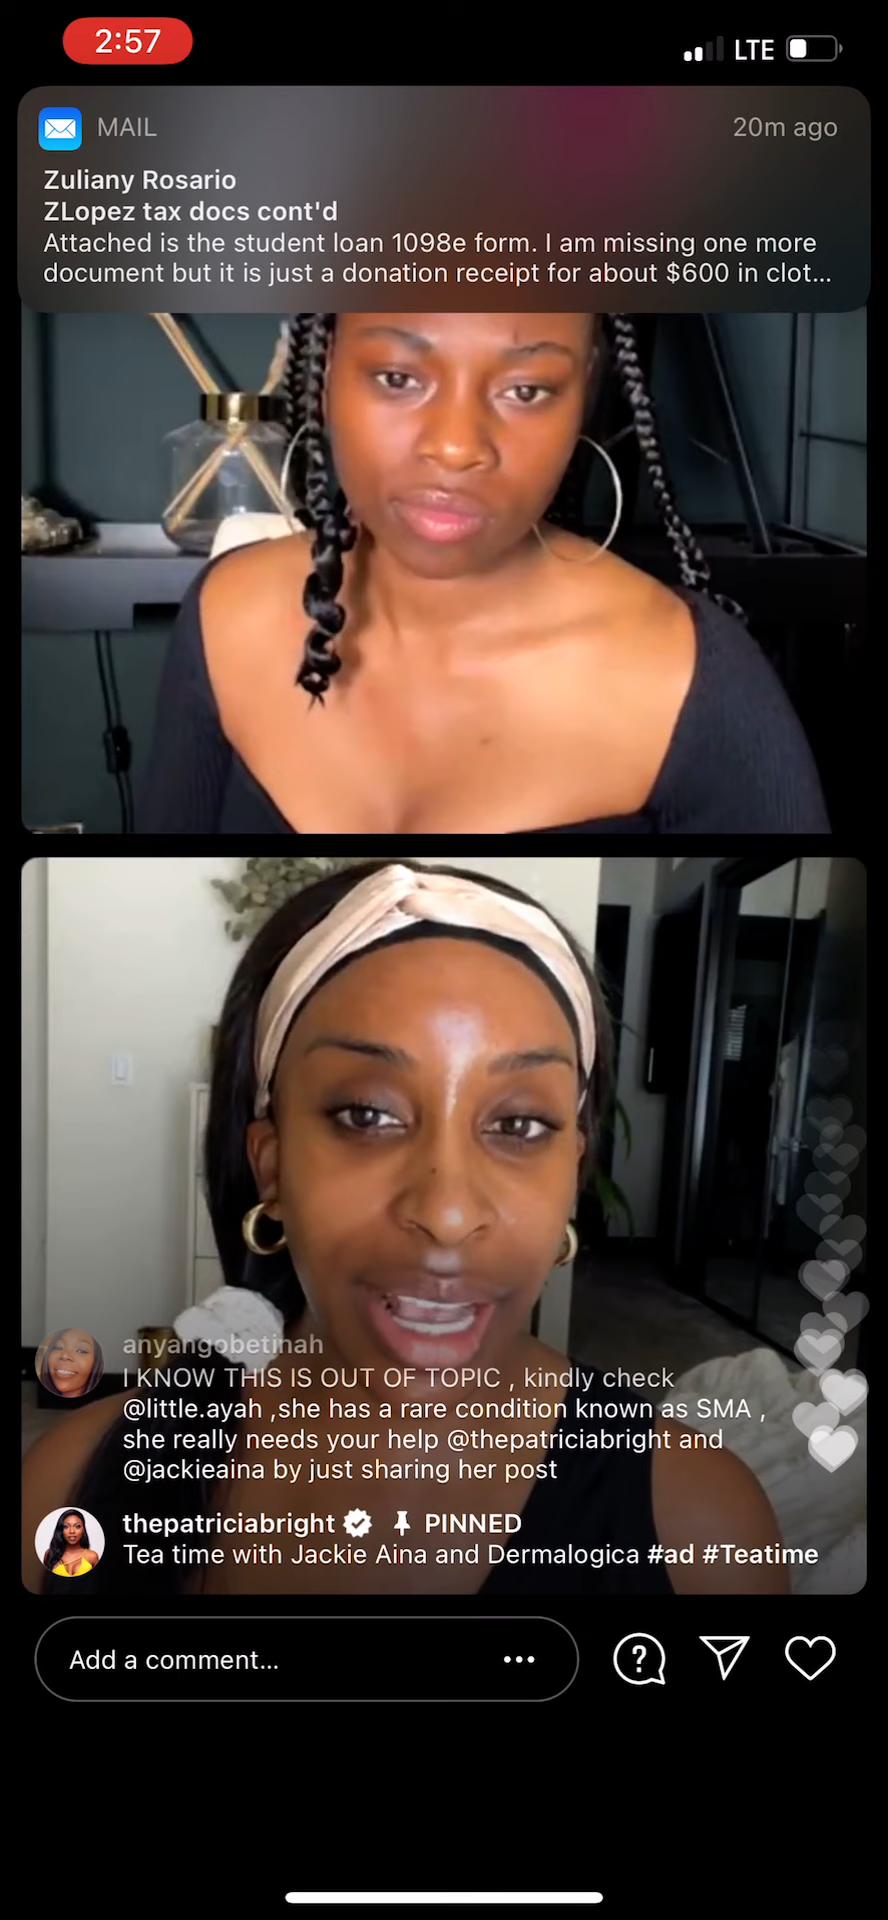 2:57
LTE
MAIL
20m ago
Zuliany Rosario
ZLopez tax docs cont'd
Attached is the student loan 1098e form. I am missing one more
document but it is just a donation receipt for about $600 in clot...
anyangobetinah
I KNOW THIS IS OUT OF TOPIC , kindly check
@little.ayah ,she has a rare condition known as SMA ,
she really needs your help @thepatriciabright and
@jackieaina by just sharing her post
thepatriciabright PINNED
Tea time with Jackie Aina and Dermalogica #ad #Teatime
Add a comment...